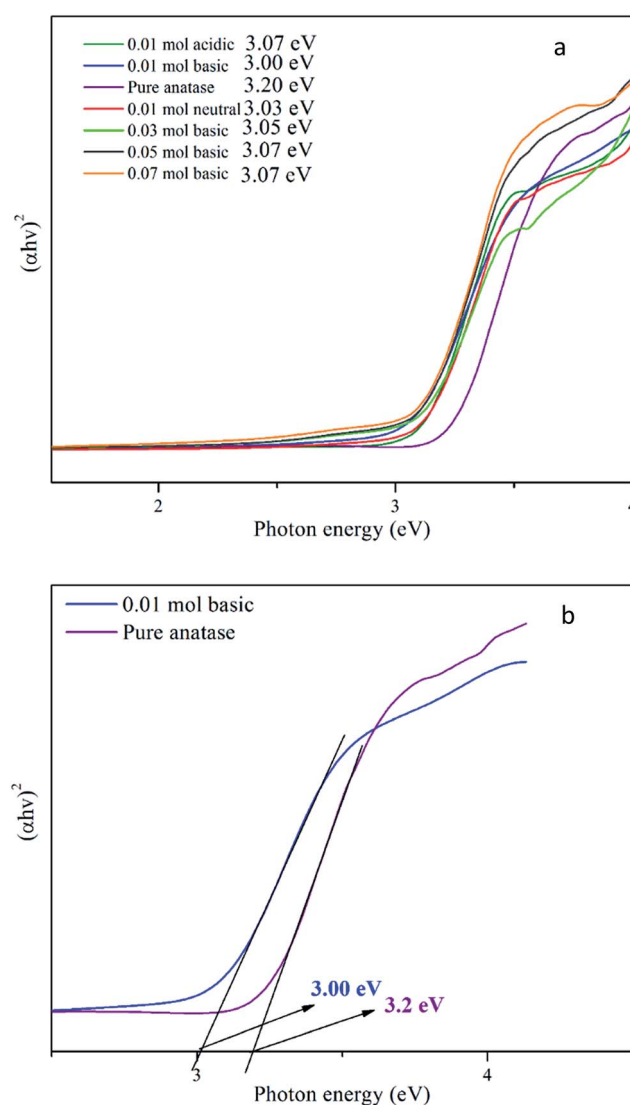 a
0.01 mol acidic 3.07 eV
0.01 mol basic 3.00 eV
Pure anatase 3.20 eV
0.01 mol neutral 3.03 eV
0.03 mol basic 3.05 eV
0.05 mol basic 3.07 eV
0.07 mol basic 3.07 eV
(αhν)²
2 3 4
Photon energy (eV)
b
0.01 mol basic
Pure anatase
(αhν)²
3.00 eV
3.2 eV
3 4
Photon energy (eV)